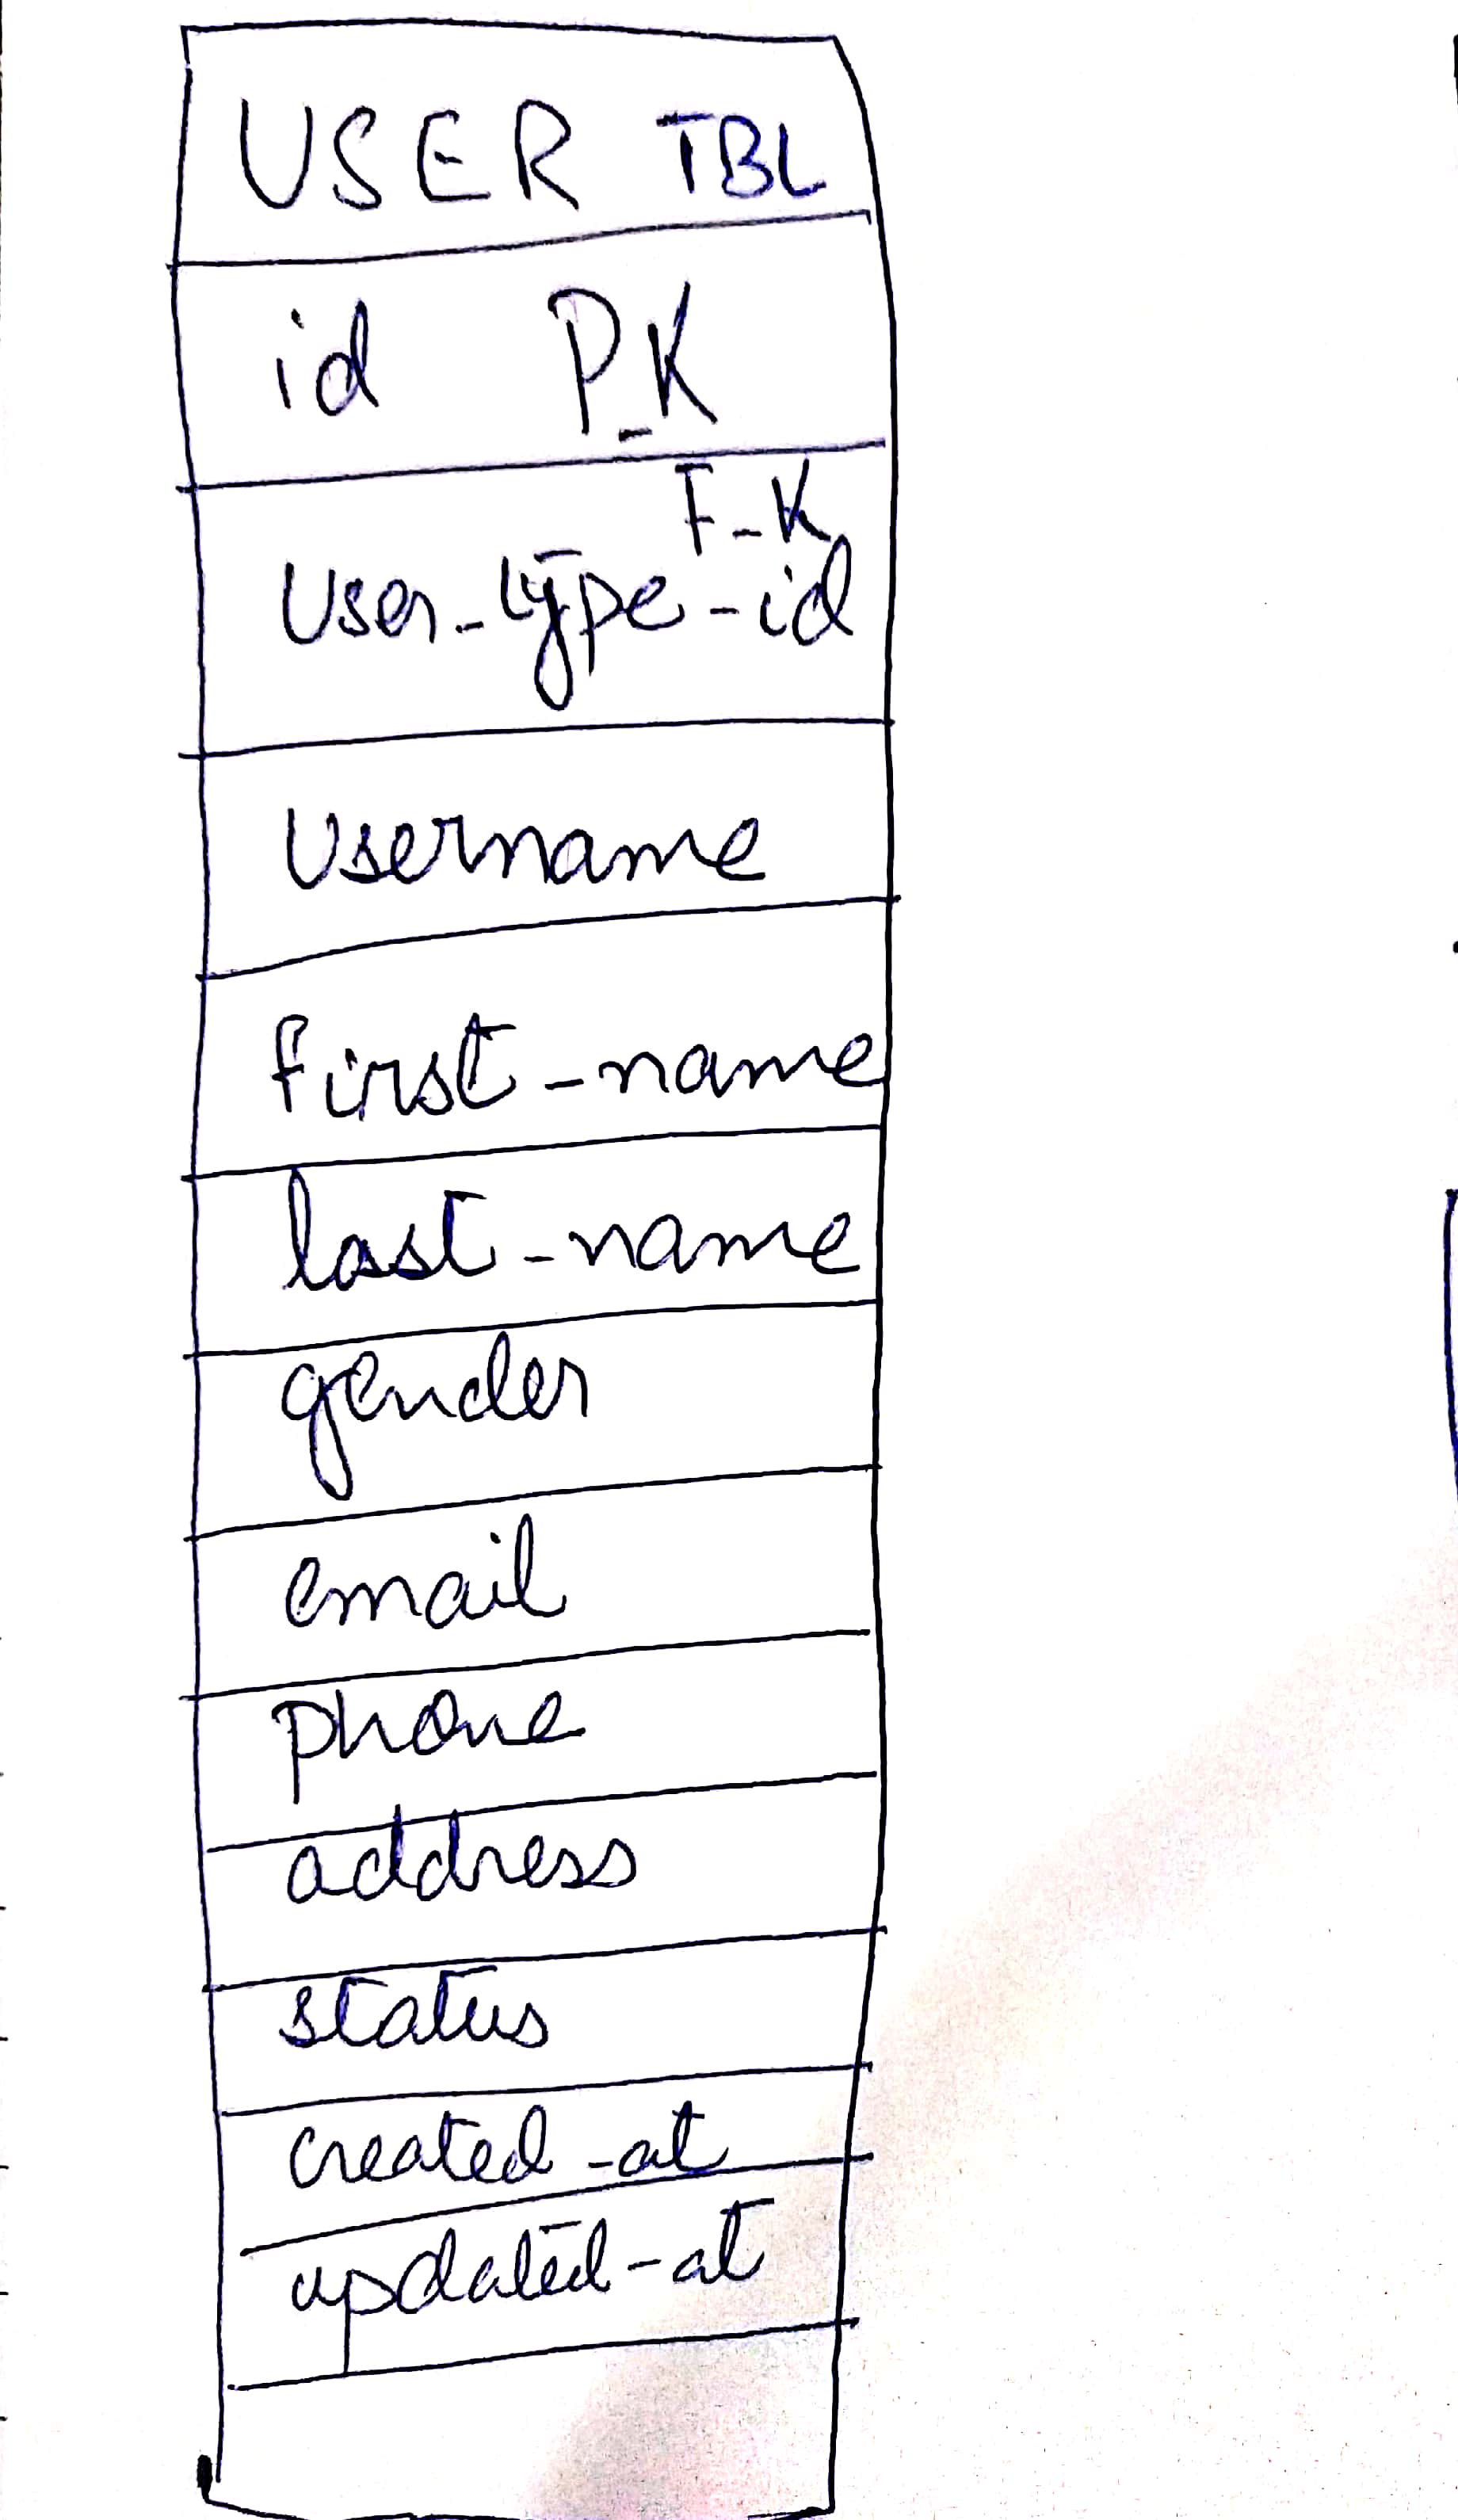 USER TBL
id P_K
F_K
User_type_id
Username
first_name
last_name
gender
email
phone
address
status
created_at
updated_at